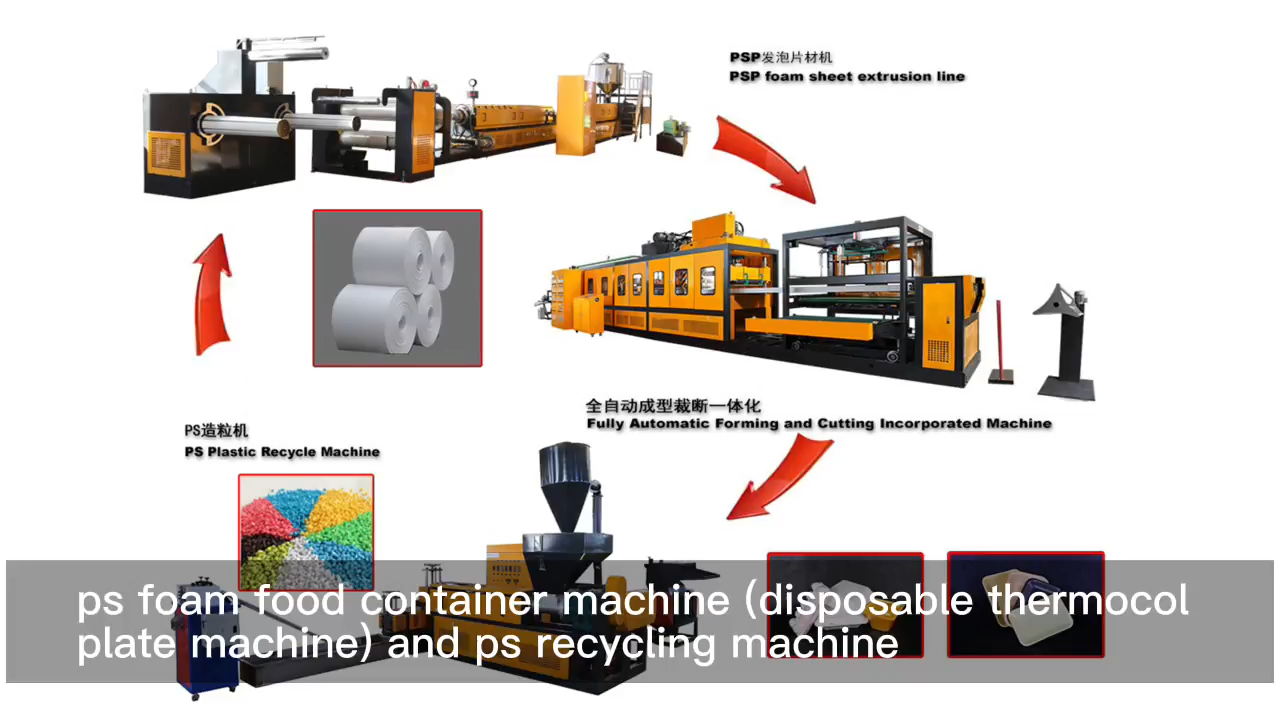 PSP发泡片材机
PSP foam sheet extrusion line
全自动成型裁断一体化
Fully Automatic Forming and Cutting Incorporated Machine
PS造粒机
PS Plastic Recycle Machine
ps foam food container machine (disposable thermocol
plate machine) and ps recycling machine